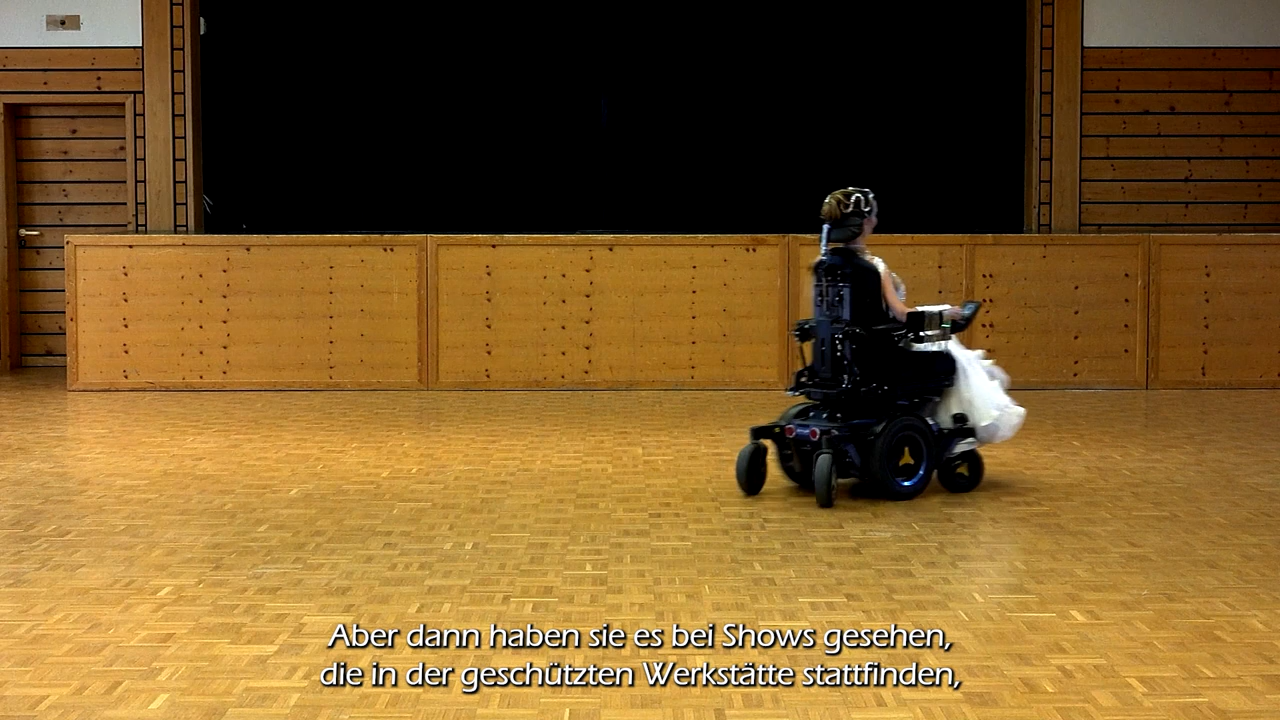 Aber dann haben sie es bei Shows gesehen,
die in der geschützten Werkstätte stattfinden,